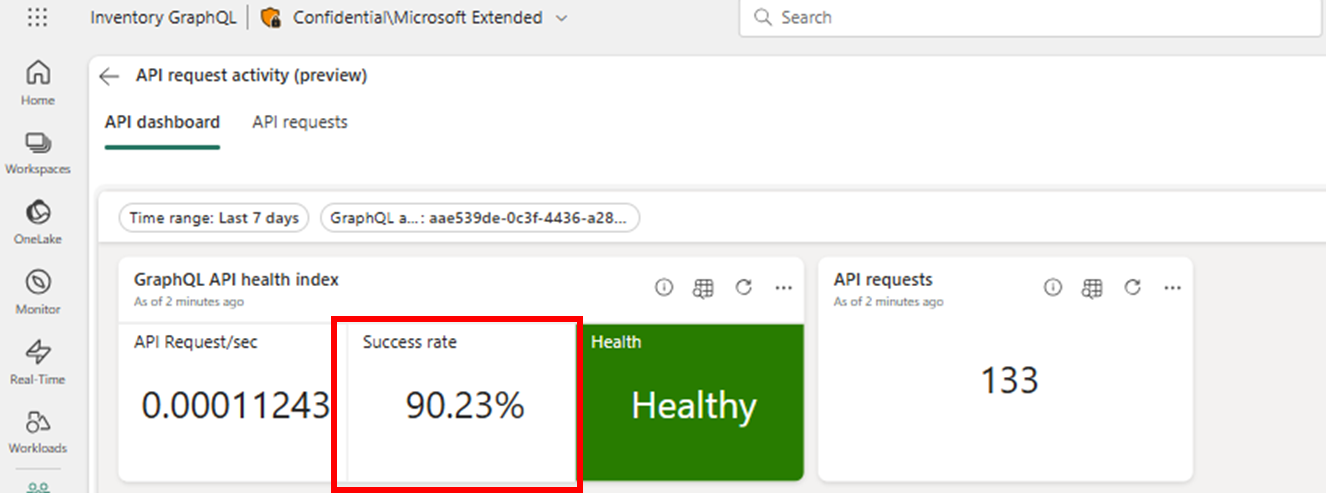 Inventory GraphQL
Confidential\Microsoft Extended
Search
Home
Workspaces
OneLake
Monitor
Real-Time
Workloads
API request activity (preview)
API dashboard
API requests
Time range: Last 7 days
GraphQL a...: aae539de-0c3f-4436-a28...
GraphQL API health index
As of 2 minutes ago
API Request/sec
0.00011243
Success rate
90.23%
Health
Healthy
API requests
As of 2 minutes ago
133